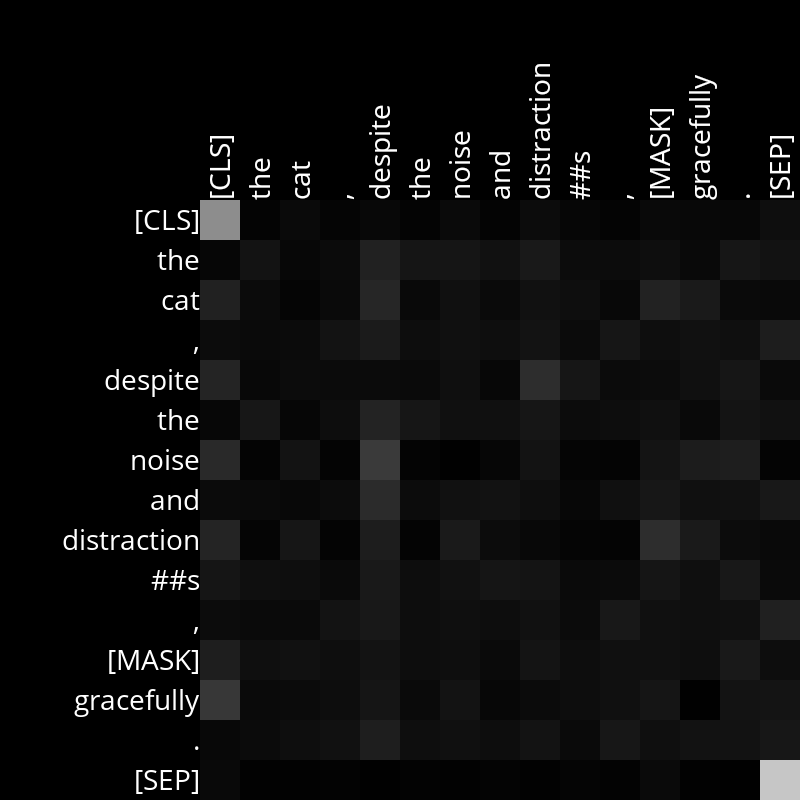 [CLS] the cat , despite the noise and distraction ##s , [MASK] gracefully . [SEP]
[CLS]
the
cat
,
despite
the
noise
and
distraction
##s
,
[MASK]
gracefully
.
[SEP]